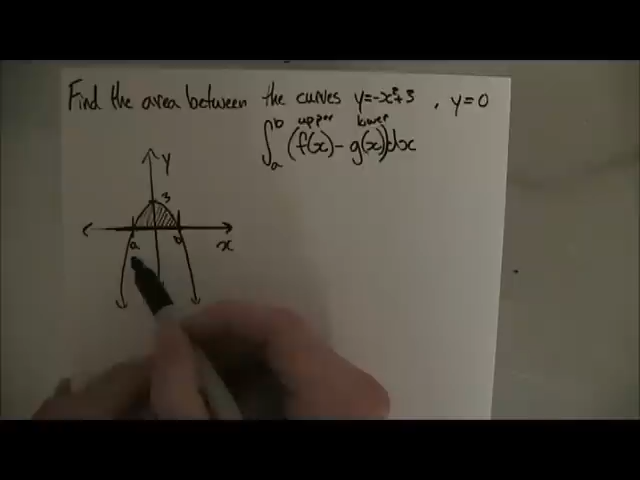 Find the area between the curves y=-x²+3 , y=0
∫ₐᵇ (f(x) - g(x))dx
upper lower
y
3
a b x